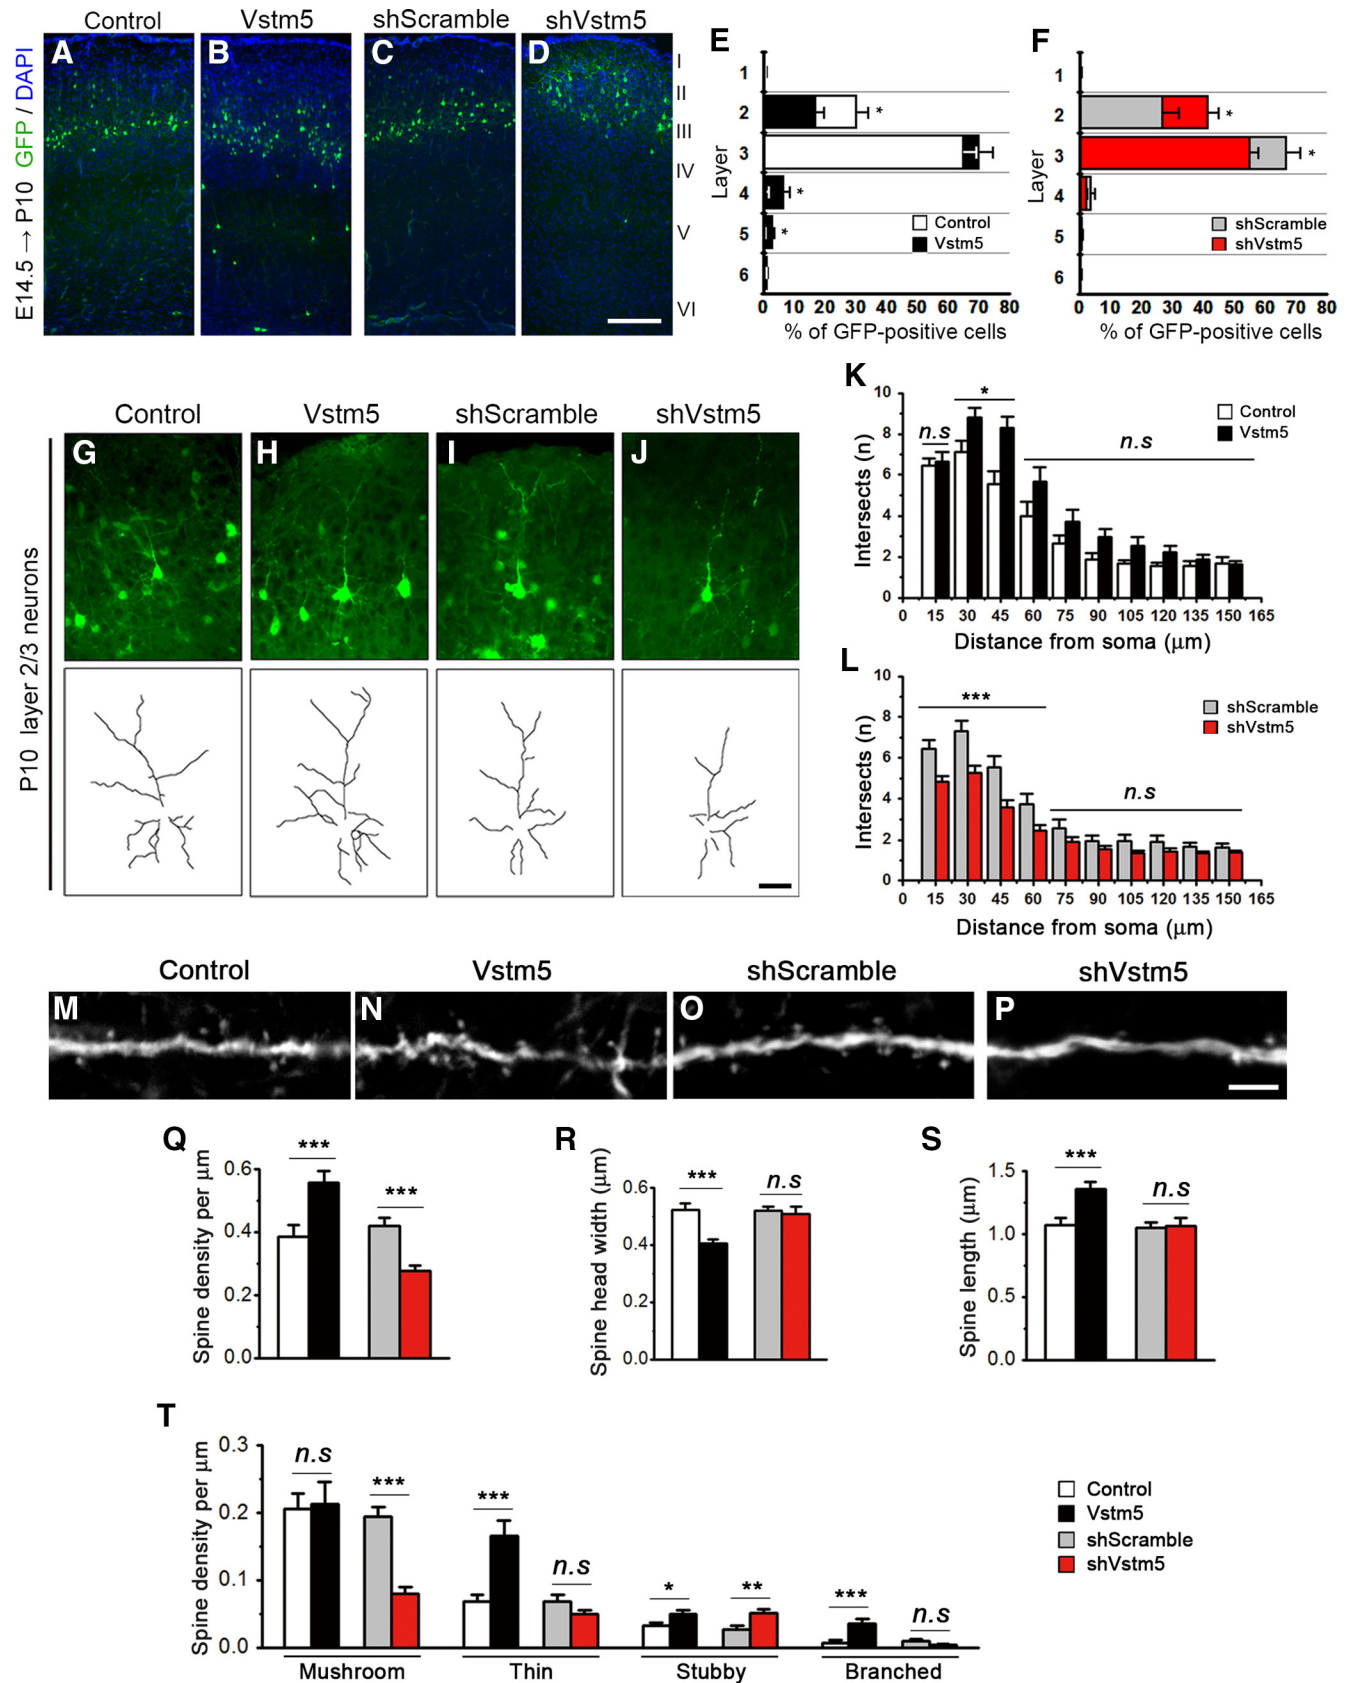 Control Vstm5 shScramble shVstm5
E14.5 → P10 GFP / DAPI
A B C D
I
II
III
IV
V
VI
E
Layer
1
2 *
3
4 *
5 *
6
Control
Vstm5
0 10 20 30 40 50 60 70 80
% of GFP-positive cells
F
Layer
1
2 *
3 *
4
5
6
shScramble
shVstm5
0 10 20 30 40 50 60 70 80
% of GFP-positive cells
Control Vstm5 shScramble shVstm5
P10 layer 2/3 neurons
G H I J
K
Intersects (n)
10
8
6
4
2
0
n.s * n.s
Control
Vstm5
0 15 30 45 60 75 90 105 120 135 150 165
Distance from soma (µm)
L
Intersects (n)
10
8
6
4
2
0
*** n.s
shScramble
shVstm5
0 15 30 45 60 75 90 105 120 135 150 165
Distance from soma (µm)
Control Vstm5 shScramble shVstm5
M N O P
Q
Spine density per µm
0.6
0.4
0.2
0.0
*** ***
R
Spine head width (µm)
0.6
0.4
0.2
0.0
*** n.s
S
Spine length (µm)
1.5
1.0
0.5
0.0
*** n.s
T
Spine density per µm
0.3
0.2
0.1
0.0
n.s *** *** n.s * ** *** n.s
Mushroom Thin Stubby Branched
Control
Vstm5
shScramble
shVstm5